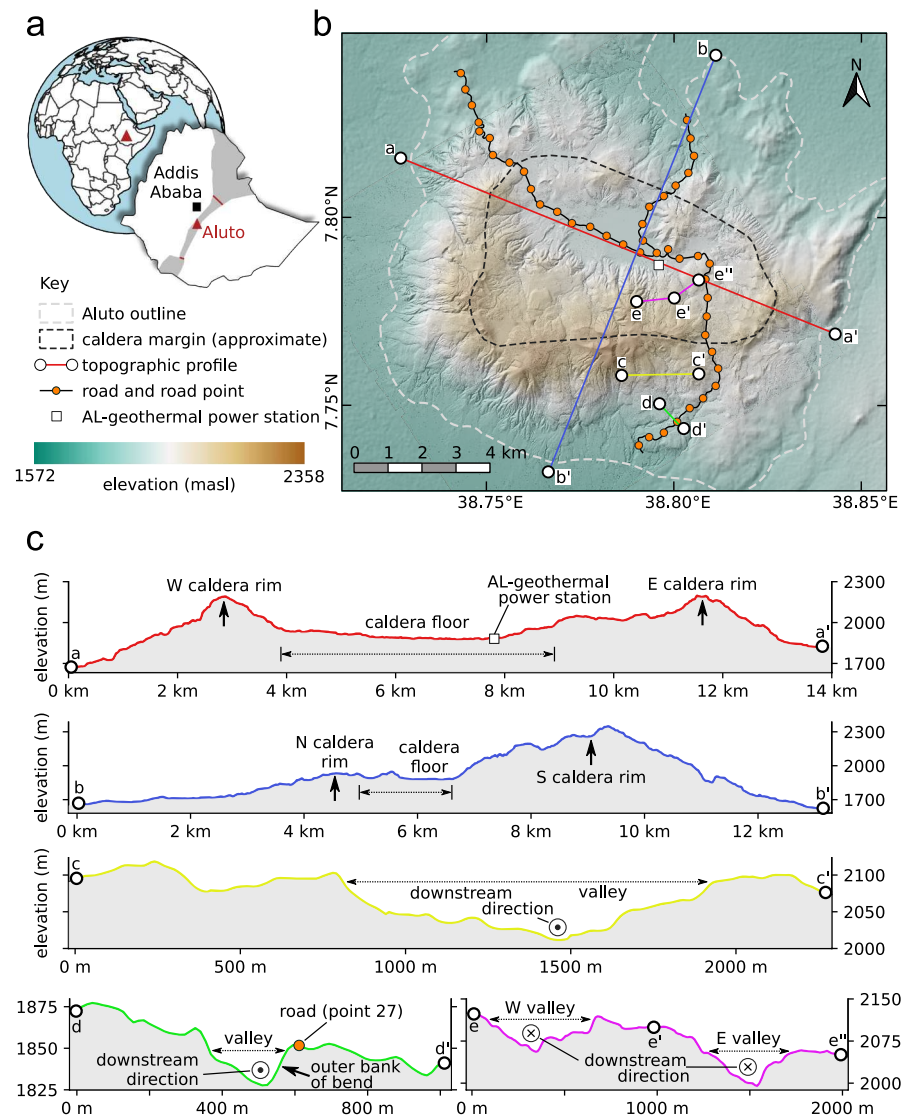 a
Addis
Ababa
Aluto
Key
Aluto outline
caldera margin (approximate)
topographic profile
road and road point
AL-geothermal power station
1572
2358
elevation (masl)
b
N
b
a
e''
e
e'
a'
c
c'
d
d'
b'
0 1 2 3 4 km
7.80°N
7.75°N
38.75°E
38.80°E
38.85°E
c
elevation (m)
W caldera rim
AL-geothermal
power station
E caldera rim
caldera floor
a
a'
2300
2000
1700
0 km
2 km
4 km
6 km
8 km
10 km
12 km
14 km
elevation (m)
N caldera
rim
caldera
floor
S caldera rim
b
b'
2300
2000
1700
0 km
2 km
4 km
6 km
8 km
10 km
12 km
elevation (m)
c
downstream
direction
valley
c'
2100
2050
2000
0 m
500 m
1000 m
1500 m
2000 m
1875
1850
1825
d
valley
road (point 27)
downstream
direction
outer bank
of bend
d'
0 m
400 m
800 m
e
W valley
e'
E valley
e''
downstream
direction
2150
2100
2050
2000
0 m
1000 m
2000 m